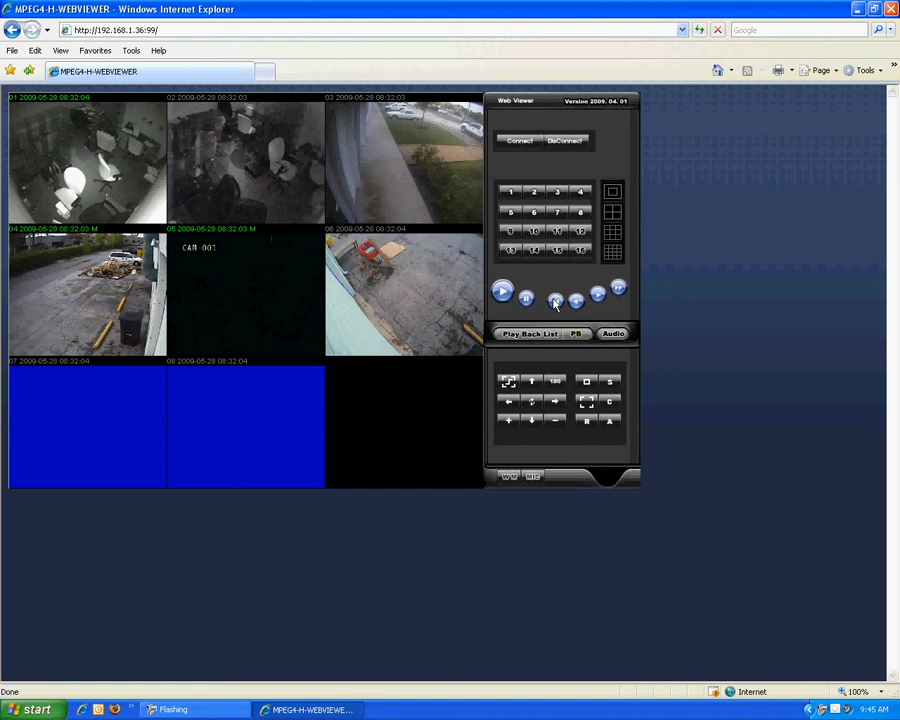 MPEG4-H-WEBVIEWER - Windows Internet Explorer
http://192.168.1.36:99/
Google
File Edit View Favorites Tools Help
MPEG4-H-WEBVIEWER
Page Tools
01 2009-05-28 08:32:04
02 2009-05-28 08:32:03
03 2009-05-28 08:32:03
Web Viewer
Version 2009. 04. 01
Connect DisConnect
1 2 3 4
5 6 7 8
9 10 11 12
13 14 15 16
04 2009-05-28 08:32:03 M
05 2009-05-28 08:32:03 M
06 2009-05-28 08:32:04
CAM 001
Play Back List PB Audio
07 2009-05-28 08:32:04
08 2009-05-28 08:32:04
180 S
C
R A
WM MIC
Done
Internet
100%
start
Flashing
MPEG4-H-WEBVIEWE...
9:45 AM